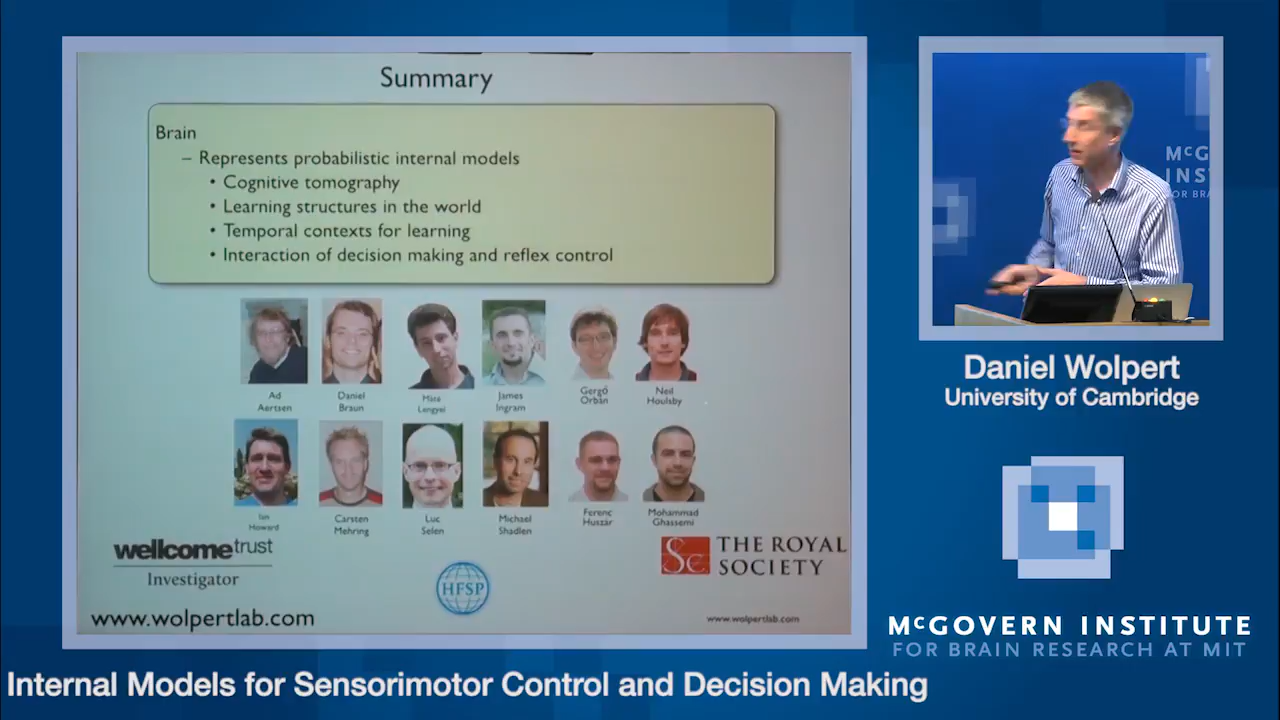 Summary
Brain
– Represents probabilistic internal models
• Cognitive tomography
• Learning structures in the world
• Temporal contexts for learning
• Interaction of decision making and reflex control
Ad
Aertsen
Daniel
Braun
Máté
Lengyel
James
Ingram
Gergő
Orbán
Neil
Houlsby
Ian
Howard
Carsten
Mehring
Luc
Selen
Michael
Shadlen
Ferenc
Huszár
Mohammad
Ghassemi
wellcometrust
Investigator
HFSP
THE ROYAL
SOCIETY
www.wolpertlab.com
www.wolpertlab.com
McG
INS
FOR BRA
Daniel Wolpert
University of Cambridge
McGOVERN INSTITUTE
FOR BRAIN RESEARCH AT MIT
Internal Models for Sensorimotor Control and Decision Making